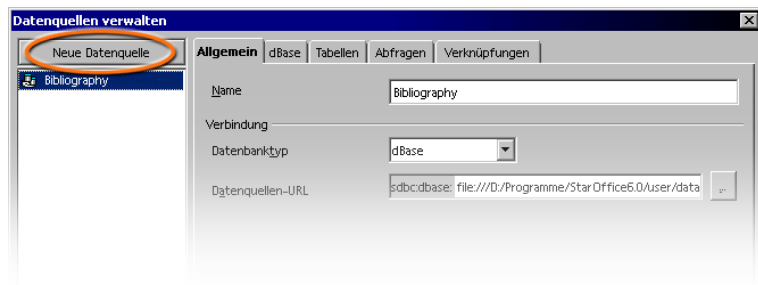 Datenquellen verwalten
Neue Datenquelle
Allgemein dBase Tabellen Abfragen Verknüpfungen
Bibliography
Name Bibliography
Verbindung
Datenbanktyp dBase
Datenquellen-URL sdbc:dbase: file:///D:/Programme/StarOffice6.0/user/data ...